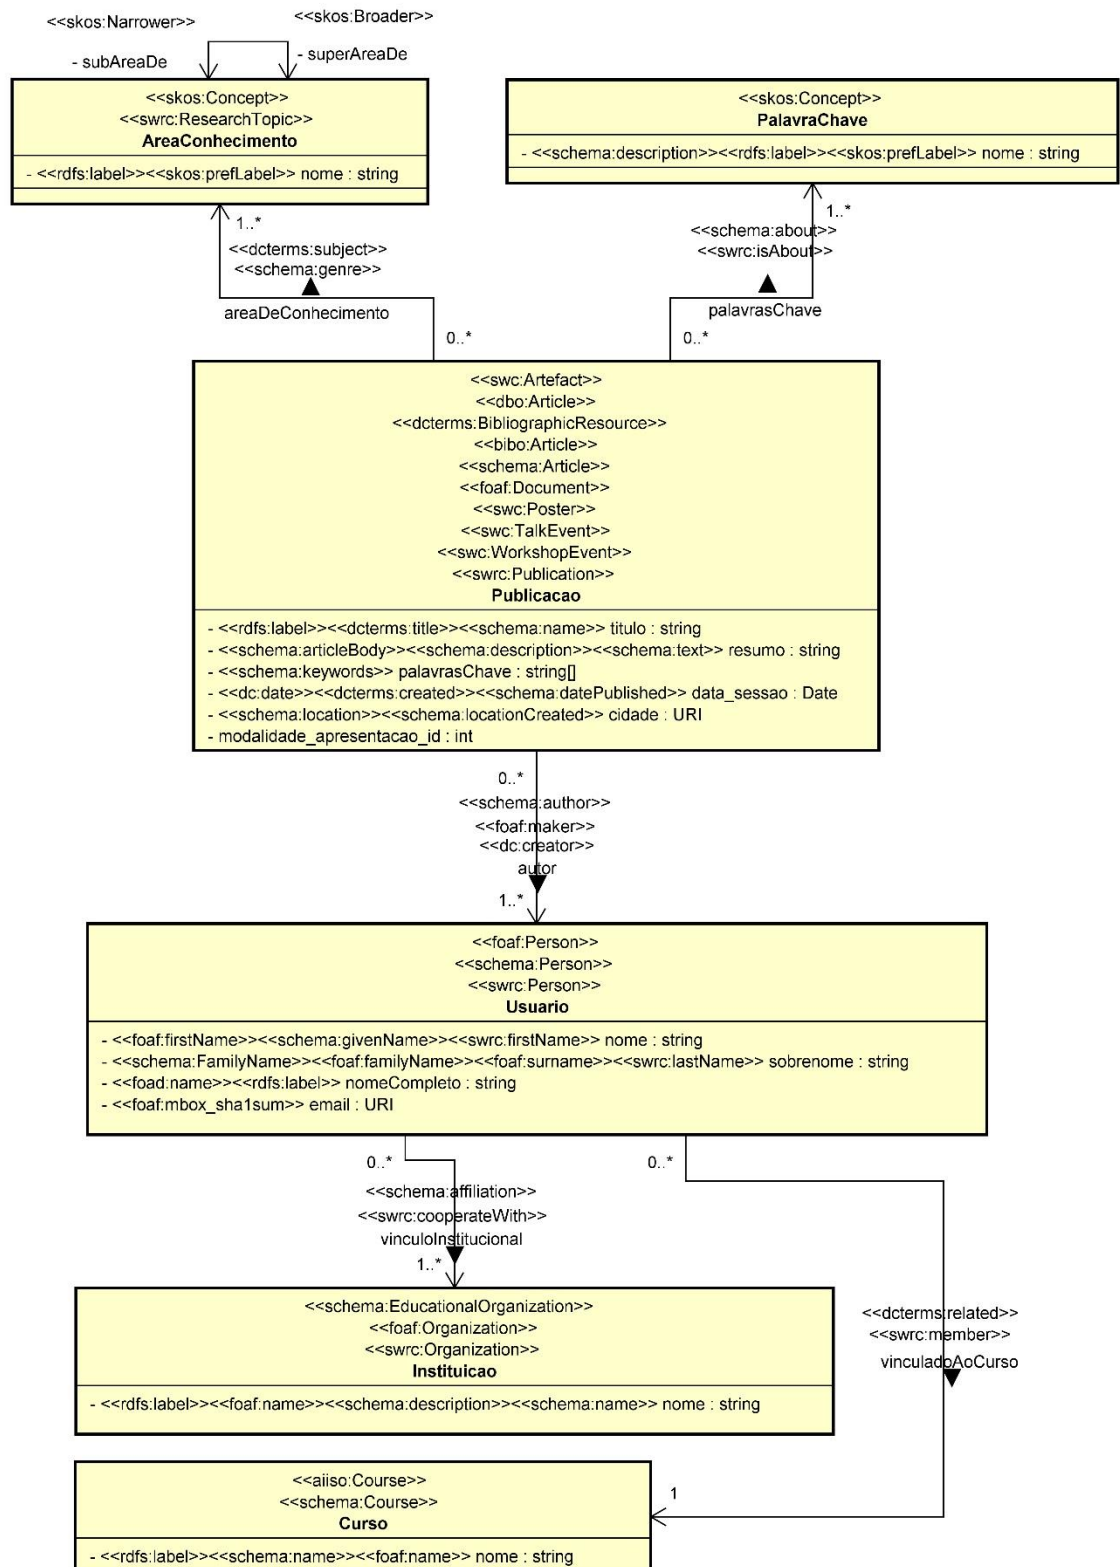 <<skos:Narrower>>
<<skos:Broader>>
- subAreaDe
- superAreaDe
<<skos:Concept>>
<<swrc:ResearchTopic>>
AreaConhecimento
- <<rdfs:label>><<skos:prefLabel>> nome : string
<<skos:Concept>>
PalavraChave
- <<schema:description>><<rdfs:label>><<skos:prefLabel>> nome : string
1..*
<<dcterms:subject>>
<<schema:genre>>
areaDeConhecimento
0..*
1..*
<<schema:about>>
<<swrc:isAbout>>
palavrasChave
0..*
<<swc:Artefact>>
<<dbo:Article>>
<<dcterms:BibliographicResource>>
<<bibo:Article>>
<<schema:Article>>
<<foaf:Document>>
<<swc:Poster>>
<<swc:TalkEvent>>
<<swc:WorkshopEvent>>
<<swrc:Publication>>
Publicacao
- <<rdfs:label>><<dcterms:title>><<schema:name>> titulo : string
- <<schema:articleBody>><<schema:description>><<schema:text>> resumo : string
- <<schema:keywords>> palavrasChave : string[]
- <<dc:date>><<dcterms:created>><<schema:datePublished>> data_sessao : Date
- <<schema:location>><<schema:locationCreated>> cidade : URI
- modalidade_apresentacao_id : int
0..*
<<schema:author>>
<<foaf:maker>>
<<dc:creator>>
autor
1..*
<<foaf:Person>>
<<schema:Person>>
<<swrc:Person>>
Usuario
- <<foaf:firstName>><<schema:givenName>><<swrc:firstName>> nome : string
- <<schema:FamilyName>><<foaf:familyName>><<foaf:surname>><<swrc:lastName>> sobrenome : string
- <<foad:name>><<rdfs:label>> nomeCompleto : string
- <<foaf:mbox_sha1sum>> email : URI
0..*
<<schema:affiliation>>
<<swrc:cooperateWith>>
vinculoInstitucional
1..*
0..*
<<dcterms:related>>
<<swrc:member>>
vinculadoAoCurso
1
<<schema:EducationalOrganization>>
<<foaf:Organization>>
<<swrc:Organization>>
Instituicao
- <<rdfs:label>><<foaf:name>><<schema:description>><<schema:name>> nome : string
<<aiiso:Course>>
<<schema:Course>>
Curso
- <<rdfs:label>><<schema:name>><<foaf:name>> nome : string